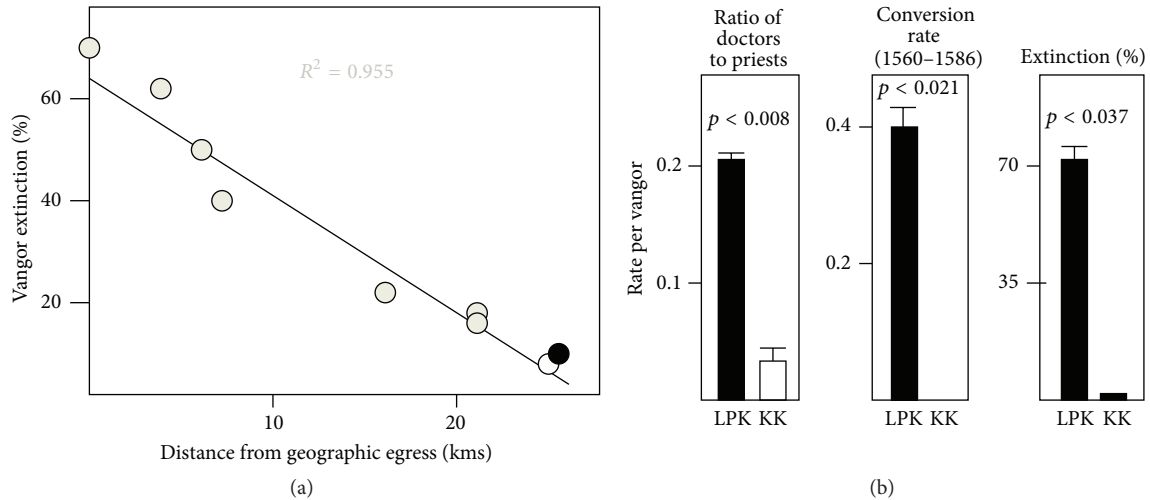 Vangor extinction (%)
60
40
20
R² = 0.955
10
20
Distance from geographic egress (kms)
(a)
Rate per vangor
Ratio of
doctors
to priests
p < 0.008
0.2
0.1
LPK KK
Conversion
rate
(1560–1586)
p < 0.021
0.4
0.2
LPK KK
Extinction (%)
p < 0.037
70
35
LPK KK
(b)